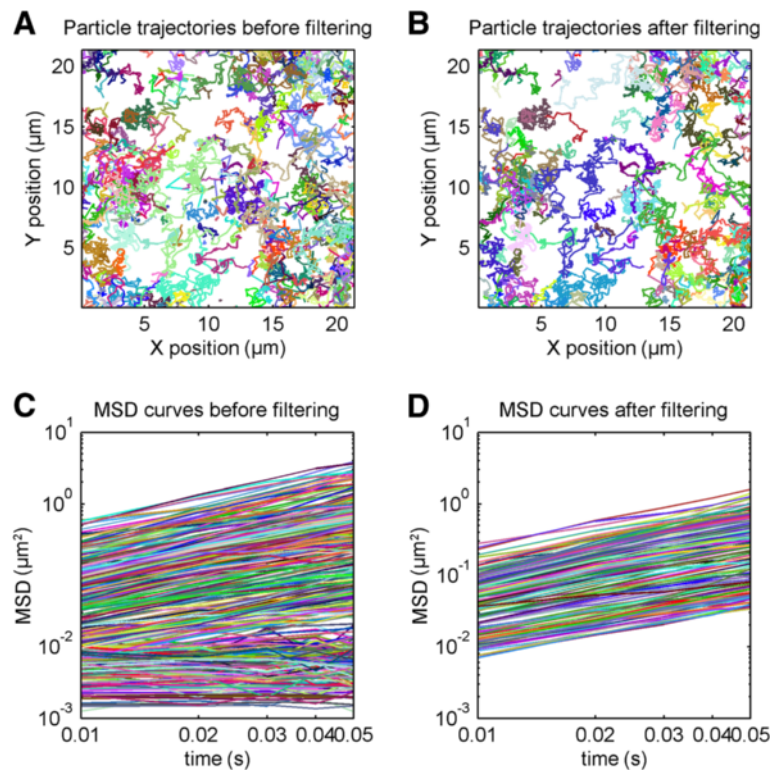 A Particle trajectories before filtering
20
15
10
5
Y position (µm)
5 10 15 20
X position (µm)
B Particle trajectories after filtering
20
15
10
5
Y position (µm)
5 10 15 20
X position (µm)
C MSD curves before filtering
10¹
10⁰
10⁻²
10⁻³
MSD (µm²)
0.01 0.02 0.03 0.04 0.05
time (s)
D MSD curves after filtering
10¹
10⁰
10⁻¹
10⁻²
10⁻³
MSD (µm²)
0.01 0.02 0.03 0.04 0.05
time (s)